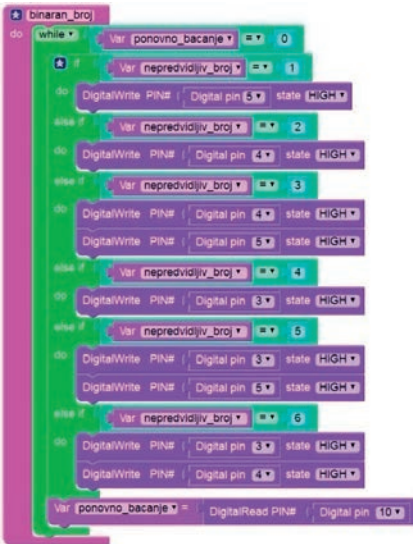 binaran_broj
do while Var ponovno_bacanje = 0
if Var nepredvidljiv_broj = 1
do DigitalWrite PIN# Digital pin 5 state HIGH
else if Var nepredvidljiv_broj = 2
do DigitalWrite PIN# Digital pin 4 state HIGH
else if Var nepredvidljiv_broj = 3
do DigitalWrite PIN# Digital pin 4 state HIGH
DigitalWrite PIN# Digital pin 5 state HIGH
else if Var nepredvidljiv_broj = 4
do DigitalWrite PIN# Digital pin 3 state HIGH
else if Var nepredvidljiv_broj = 5
do DigitalWrite PIN# Digital pin 3 state HIGH
DigitalWrite PIN# Digital pin 5 state HIGH
else if Var nepredvidljiv_broj = 6
do DigitalWrite PIN# Digital pin 3 state HIGH
DigitalWrite PIN# Digital pin 4 state HIGH
Var ponovno_bacanje = DigitalRead PIN# Digital pin 10